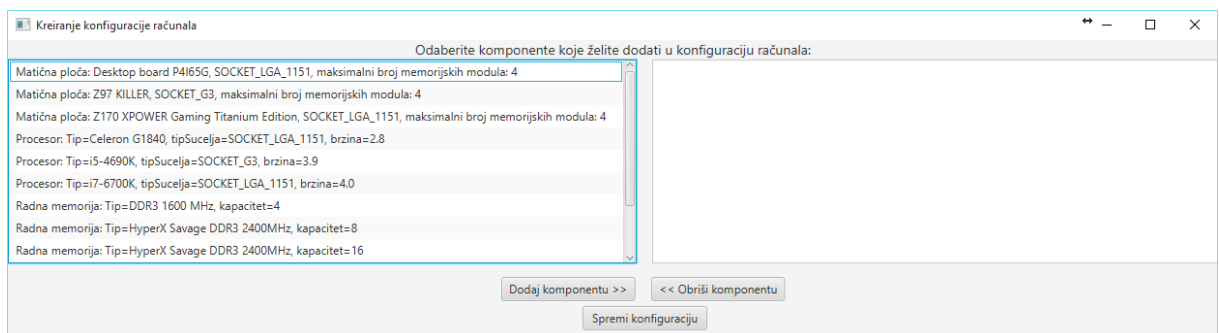 Kreiranje konfiguracije računala
Odaberite komponente koje želite dodati u konfiguraciju računala:
Matična ploča: Desktop board P4I65G, SOCKET_LGA_1151, maksimalni broj memorijskih modula: 4
Matična ploča: Z97 KILLER, SOCKET_G3, maksimalni broj memorijskih modula: 4
Matična ploča: Z170 XPOWER Gaming Titanium Edition, SOCKET_LGA_1151, maksimalni broj memorijskih modula: 4
Procesor: Tip=Celeron G1840, tipSucelja=SOCKET_LGA_1151, brzina=2.8
Procesor: Tip=i5-4690K, tipSucelja=SOCKET_G3, brzina=3.9
Procesor: Tip=i7-6700K, tipSucelja=SOCKET_LGA_1151, brzina=4.0
Radna memorija: Tip=DDR3 1600 MHz, kapacitet=4
Radna memorija: Tip=HyperX Savage DDR3 2400MHz, kapacitet=8
Radna memorija: Tip=HyperX Savage DDR3 2400MHz, kapacitet=16
Dodaj komponentu >> << Obriši komponentu
Spremi konfiguraciju